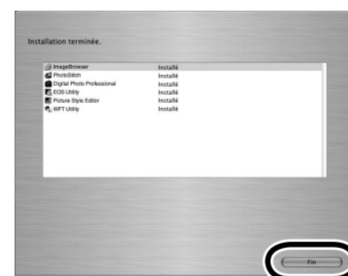 Installation terminée.
ImageBrowser Installé
PhotoStitch Installé
Digital Photo Professional Installé
EOS Utility Installé
Picture Style Editor Installé
WFT Utility Installé
Fin